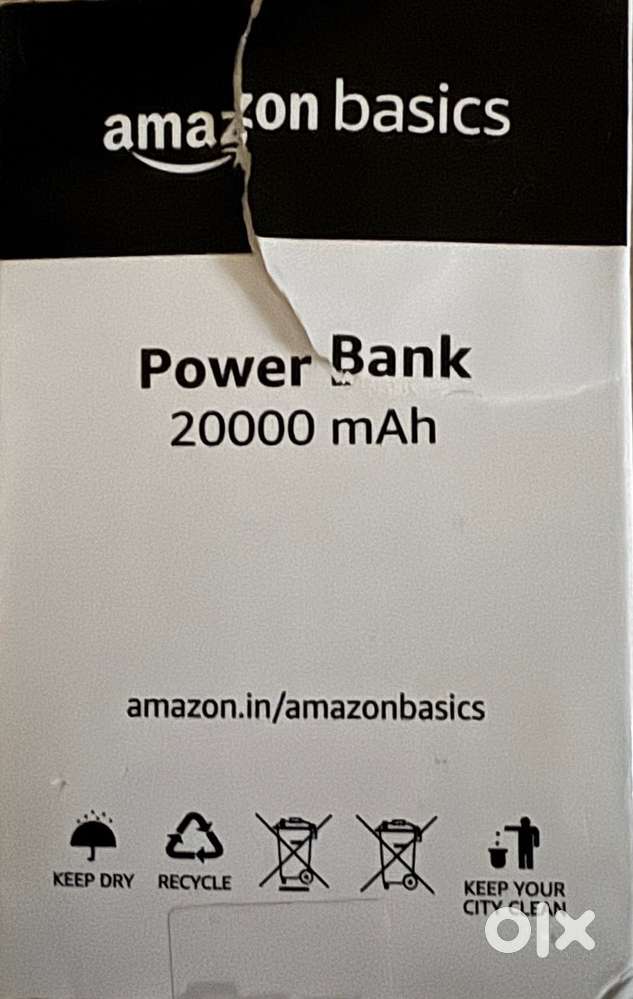 amazon basics
Power Bank
20000 mAh
amazon.in/amazonbasics
KEEP DRY
RECYCLE
KEEP YOUR
CITY CLEAN
olx